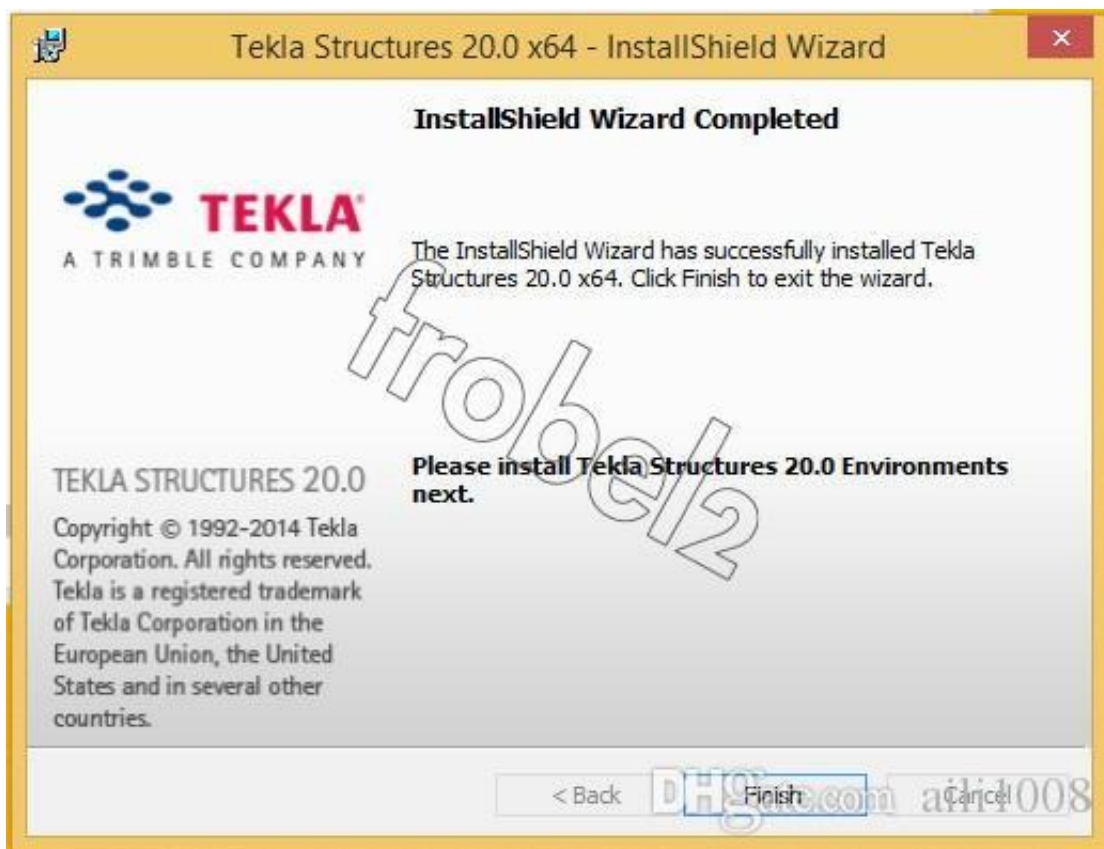 Tekla Structures 20.0 x64 - InstallShield Wizard
InstallShield Wizard Completed
TEKLA
A TRIMBLE COMPANY
The InstallShield Wizard has successfully installed Tekla
Structures 20.0 x64. Click Finish to exit the wizard.
frobel2
Please install Tekla Structures 20.0 Environments
next.
TEKLA STRUCTURES 20.0
Copyright © 1992-2014 Tekla
Corporation. All rights reserved.
Tekla is a registered trademark
of Tekla Corporation in the
European Union, the United
States and in several other
countries.
< Back
Finish
Cancel
DHgate.com aili1008